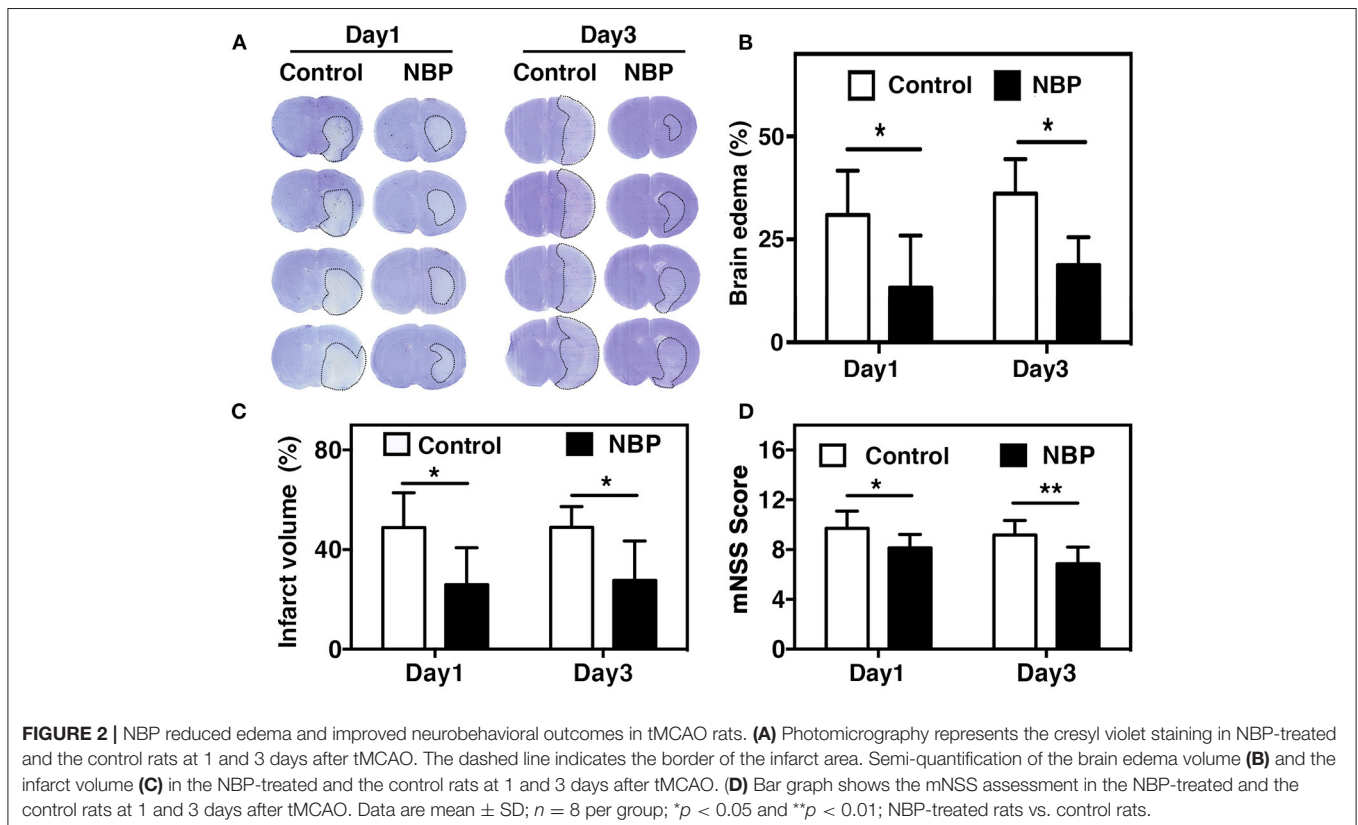 A
Day1
Day3
Control
NBP
Control
NBP
B
Control
NBP
Brain edema (%)
50
25
0
*
*
Day1
Day3
C
Control
NBP
Infarct volume (%)
80
40
0
*
*
Day1
Day3
D
Control
NBP
mNSS Score
16
12
8
4
0
*
**
Day1
Day3
FIGURE 2 | NBP reduced edema and improved neurobehavioral outcomes in tMCAO rats. (A) Photomicrography represents the cresyl violet staining in NBP-treated
and the control rats at 1 and 3 days after tMCAO. The dashed line indicates the border of the infarct area. Semi-quantification of the brain edema volume (B) and the
infarct volume (C) in the NBP-treated and the control rats at 1 and 3 days after tMCAO. (D) Bar graph shows the mNSS assessment in the NBP-treated and the
control rats at 1 and 3 days after tMCAO. Data are mean ± SD; n = 8 per group; *p < 0.05 and **p < 0.01; NBP-treated rats vs. control rats.